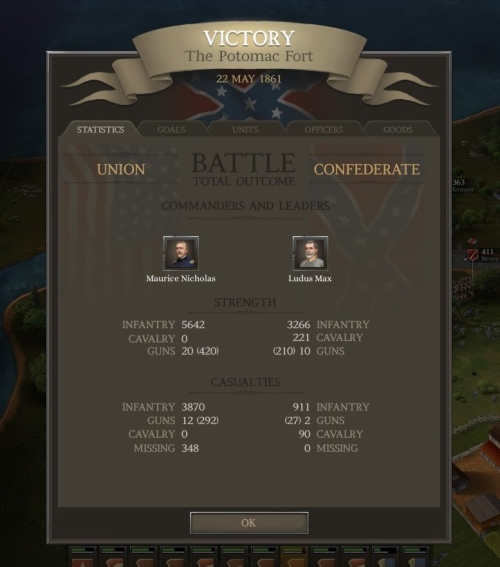 VICTORY
The Potomac Fort
22 MAY 1861
STATISTICS GOALS UNITS OFFICERS GOODS
UNION BATTLE CONFEDERATE
TOTAL OUTCOME
COMMANDERS AND LEADERS
Maurice Nicholas Ludus Max
STRENGTH
INFANTRY 5642 3266 INFANTRY
CAVALRY 0 221 CAVALRY
GUNS 20 (420) (210) 10 GUNS
CASUALTIES
INFANTRY 3870 911 INFANTRY
GUNS 12 (292) (27) 2 GUNS
CAVALRY 0 90 CAVALRY
MISSING 348 0 MISSING
OK
363
411